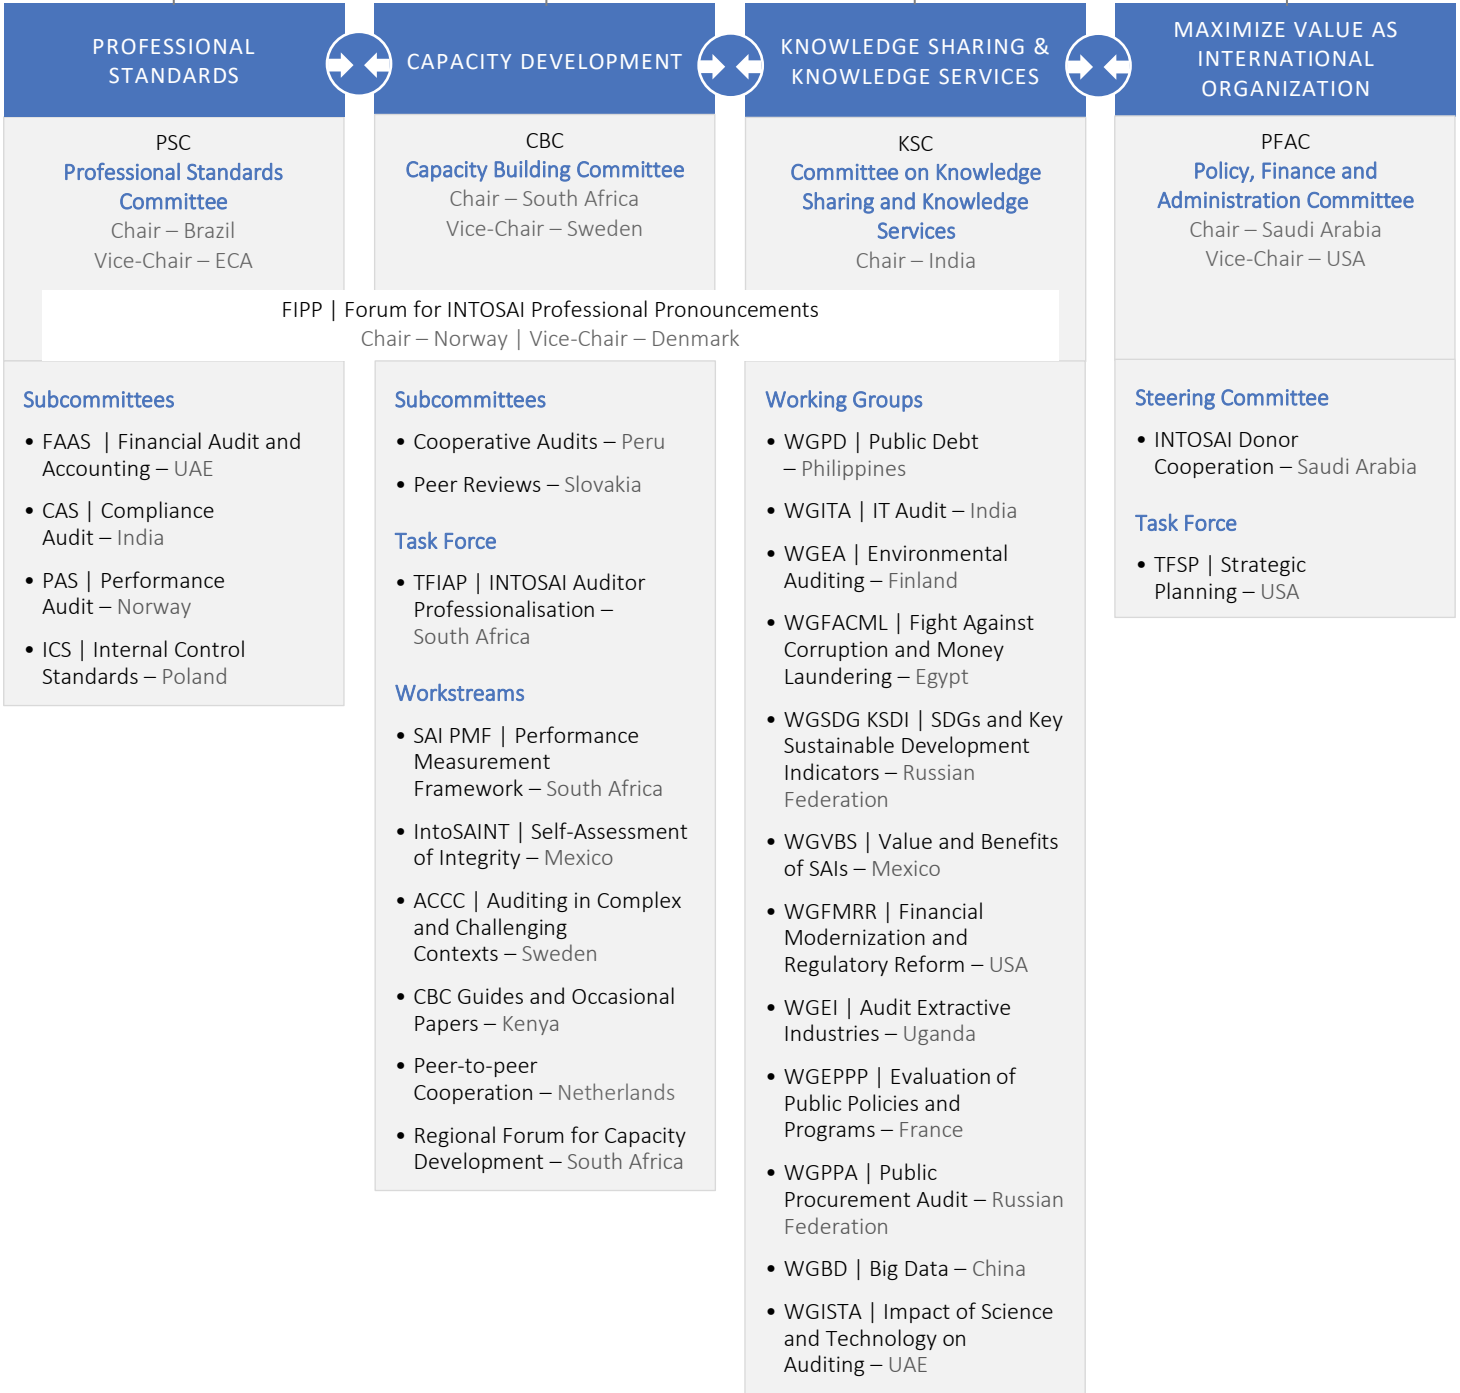 PROFESSIONAL
STANDARDS
CAPACITY DEVELOPMENT
KNOWLEDGE SHARING &
KNOWLEDGE SERVICES
MAXIMIZE VALUE AS
INTERNATIONAL
ORGANIZATION
PSC
Professional Standards
Committee
Chair – Brazil
Vice-Chair – ECA
CBC
Capacity Building Committee
Chair – South Africa
Vice-Chair – Sweden
KSC
Committee on Knowledge
Sharing and Knowledge
Services
Chair – India
PFAC
Policy, Finance and
Administration Committee
Chair – Saudi Arabia
Vice-Chair – USA
FIPP | Forum for INTOSAI Professional Pronouncements
Chair – Norway | Vice-Chair – Denmark
Subcommittees
• FAAS | Financial Audit and
Accounting – UAE
• CAS | Compliance
Audit – India
• PAS | Performance
Audit – Norway
• ICS | Internal Control
Standards – Poland
Subcommittees
• Cooperative Audits – Peru
• Peer Reviews – Slovakia
Task Force
• TFIAP | INTOSAI Auditor
Professionalisation –
South Africa
Workstreams
• SAI PMF | Performance
Measurement
Framework – South Africa
• IntoSAINT | Self-Assessment
of Integrity – Mexico
• ACCC | Auditing in Complex
and Challenging
Contexts – Sweden
• CBC Guides and Occasional
Papers – Kenya
• Peer-to-peer
Cooperation – Netherlands
• Regional Forum for Capacity
Development – South Africa
Working Groups
• WGPD | Public Debt
– Philippines
• WGITA | IT Audit – India
• WGEA | Environmental
Auditing – Finland
• WGFACML | Fight Against
Corruption and Money
Laundering – Egypt
• WGSDG KSDI | SDGs and Key
Sustainable Development
Indicators – Russian
Federation
• WGVBS | Value and Benefits
of SAIs – Mexico
• WGFMRR | Financial
Modernization and
Regulatory Reform – USA
• WGEI | Audit Extractive
Industries – Uganda
• WGEPPP | Evaluation of
Public Policies and
Programs – France
• WGPPA | Public
Procurement Audit – Russian
Federation
• WGBD | Big Data – China
• WGISTA | Impact of Science
and Technology on
Auditing – UAE
Steering Committee
• INTOSAI Donor
Cooperation – Saudi Arabia
Task Force
• TFSP | Strategic
Planning – USA